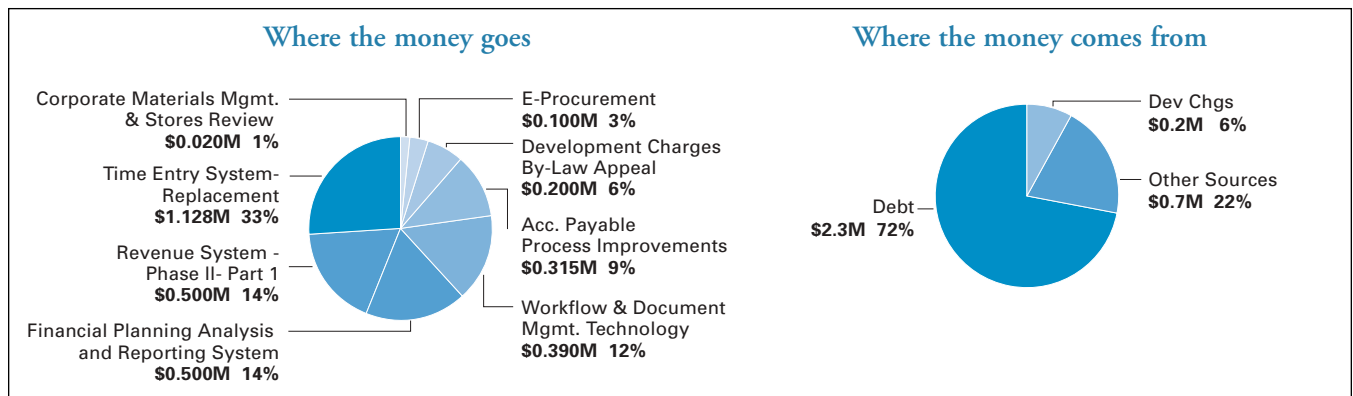 Where the money goes
Corporate Materials Mgmt.
& Stores Review
$0.020M 1%
Time Entry System-
Replacement
$1.128M 33%
Revenue System -
Phase II- Part 1
$0.500M 14%
Financial Planning Analysis
and Reporting System
$0.500M 14%
E-Procurement
$0.100M 3%
Development Charges
By-Law Appeal
$0.200M 6%
Acc. Payable
Process Improvements
$0.315M 9%
Workflow & Document
Mgmt. Technology
$0.390M 12%
Where the money comes from
Debt
$2.3M 72%
Dev Chgs
$0.2M 6%
Other Sources
$0.7M 22%